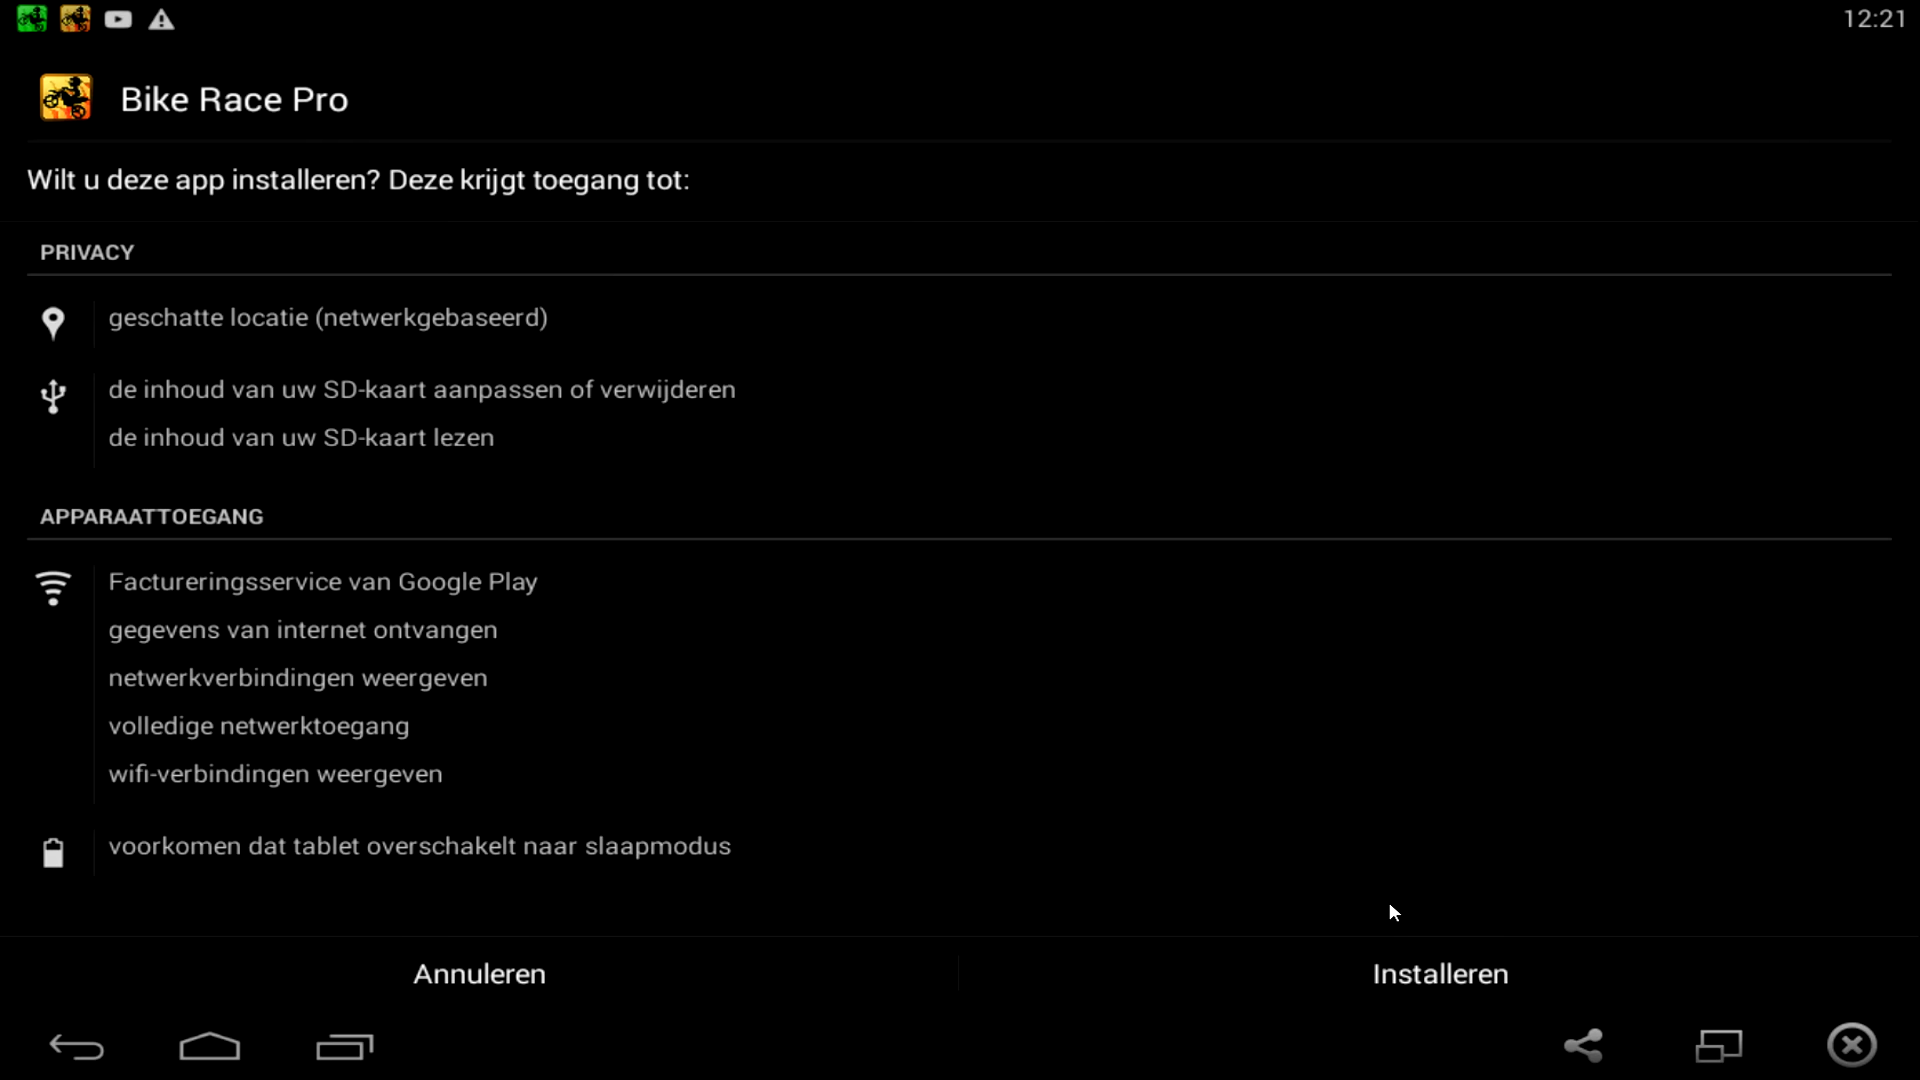 12:21
Bike Race Pro
Wilt u deze app installeren? Deze krijgt toegang tot:
PRIVACY
geschatte locatie (netwerkgebaseerd)
de inhoud van uw SD-kaart aanpassen of verwijderen
de inhoud van uw SD-kaart lezen
APPARAATTOEGANG
Factureringsservice van Google Play
gegevens van internet ontvangen
netwerkverbindingen weergeven
volledige netwerktoegang
wifi-verbindingen weergeven
voorkomen dat tablet overschakelt naar slaapmodus
Annuleren
Installeren